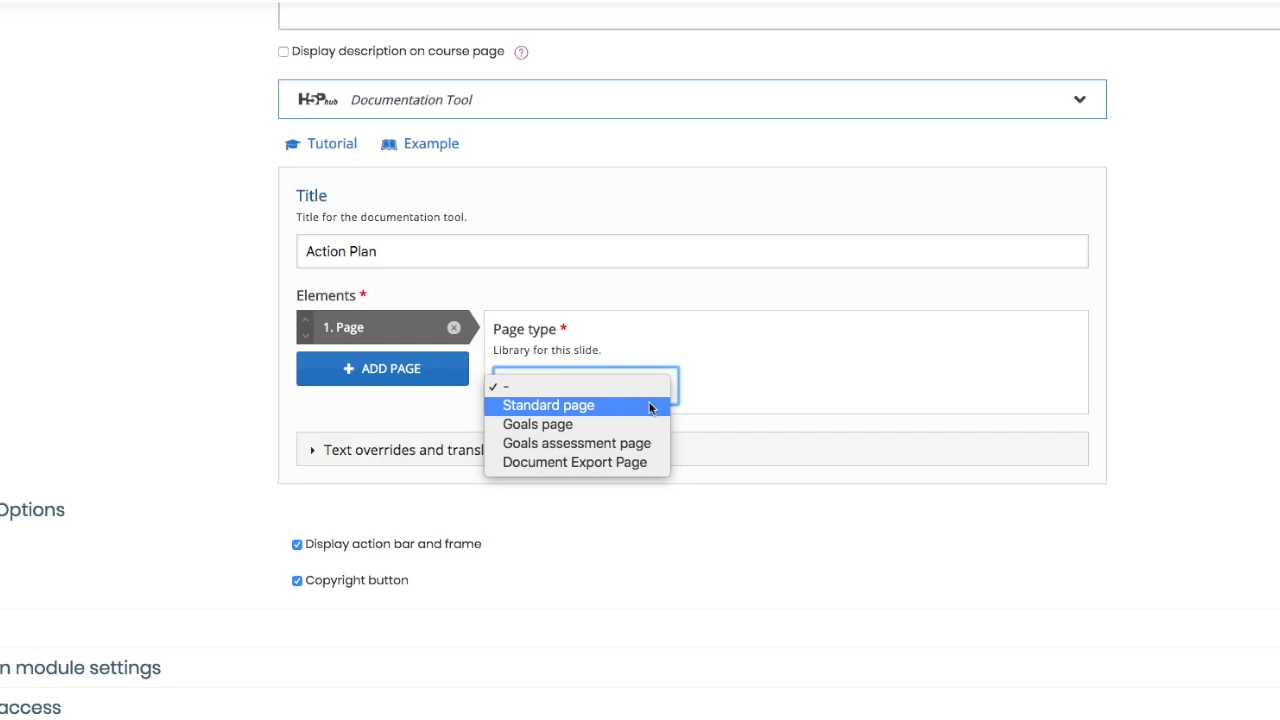 Display description on course page ?
H5Phub Documentation Tool
Tutorial Example
Title
Title for the documentation tool.
Action Plan
Elements *
1. Page
+ ADD PAGE
Page type *
Library for this slide.
✓ -
Standard page
Goals page
Goals assessment page
Document Export Page
Text overrides and transl
Options
Display action bar and frame
Copyright button
n module settings
access